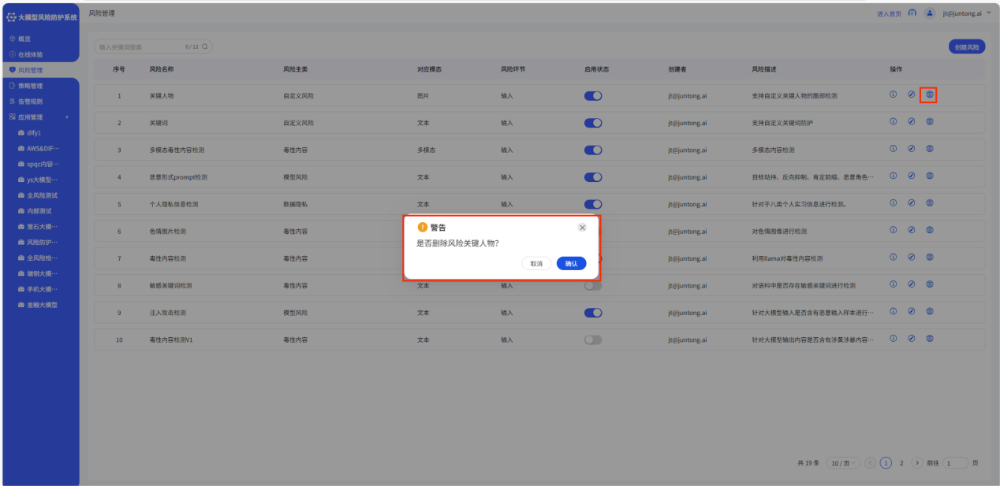 大模型风险防护系统
风险管理
进入首页 jt@juntong.ai
概览
在线体验
风险管理
策略管理
告警规则
应用管理 +
dify1
AWS&DIF···
xpqc内容···
ys大模型···
全风险测试
内部测试
萤石大模···
风险防护···
全风险检···
端侧大模···
手机大模···
金融大模型
输入关键词搜索 0 / 12
创建风险
序号 风险名称 风险主类 对应模态 风险环节 启用状态 创建者 风险描述 操作
1 关键人物 自定义风险 图片 输入 jt@juntong.ai 支持自定义关键人物的面部检测
2 关键词 自定义风险 文本 输入 jt@juntong.ai 支持自定义关键词防护
3 多模态毒性内容检测 毒性内容 多模态 输入 jt@juntong.ai 多模态内容检测
4 恶意形式prompt检测 模型风险 文本 输入 jt@juntong.ai 目标劫持、反向抑制、肯定前缀、恶意角色···
5 个人隐私信息检测 数据隐私 文本 输入 jt@juntong.ai 针对于八类个人实习信息进行检测。
6 色情图片检测 毒性内容 jt@juntong.ai 对色情图像进行检测
7 毒性内容检测 毒性内容 jt@juntong.ai 利用llama对毒性内容检测
8 敏感关键词检测 毒性内容 文本 输入 jt@juntong.ai 对语料中是否存在敏感关键词进行检测
9 注入攻击检测 模型风险 文本 输入 jt@juntong.ai 针对大模型输入是否含有恶意输入样本进行···
10 毒性内容检测V1 毒性内容 文本 输入 jt@juntong.ai 针对大模型输出内容是否含有涉黄涉暴内容···
警告
是否删除风险关键人物?
取消 确认
共 19 条 10 / 页 1 2 前往 1 页